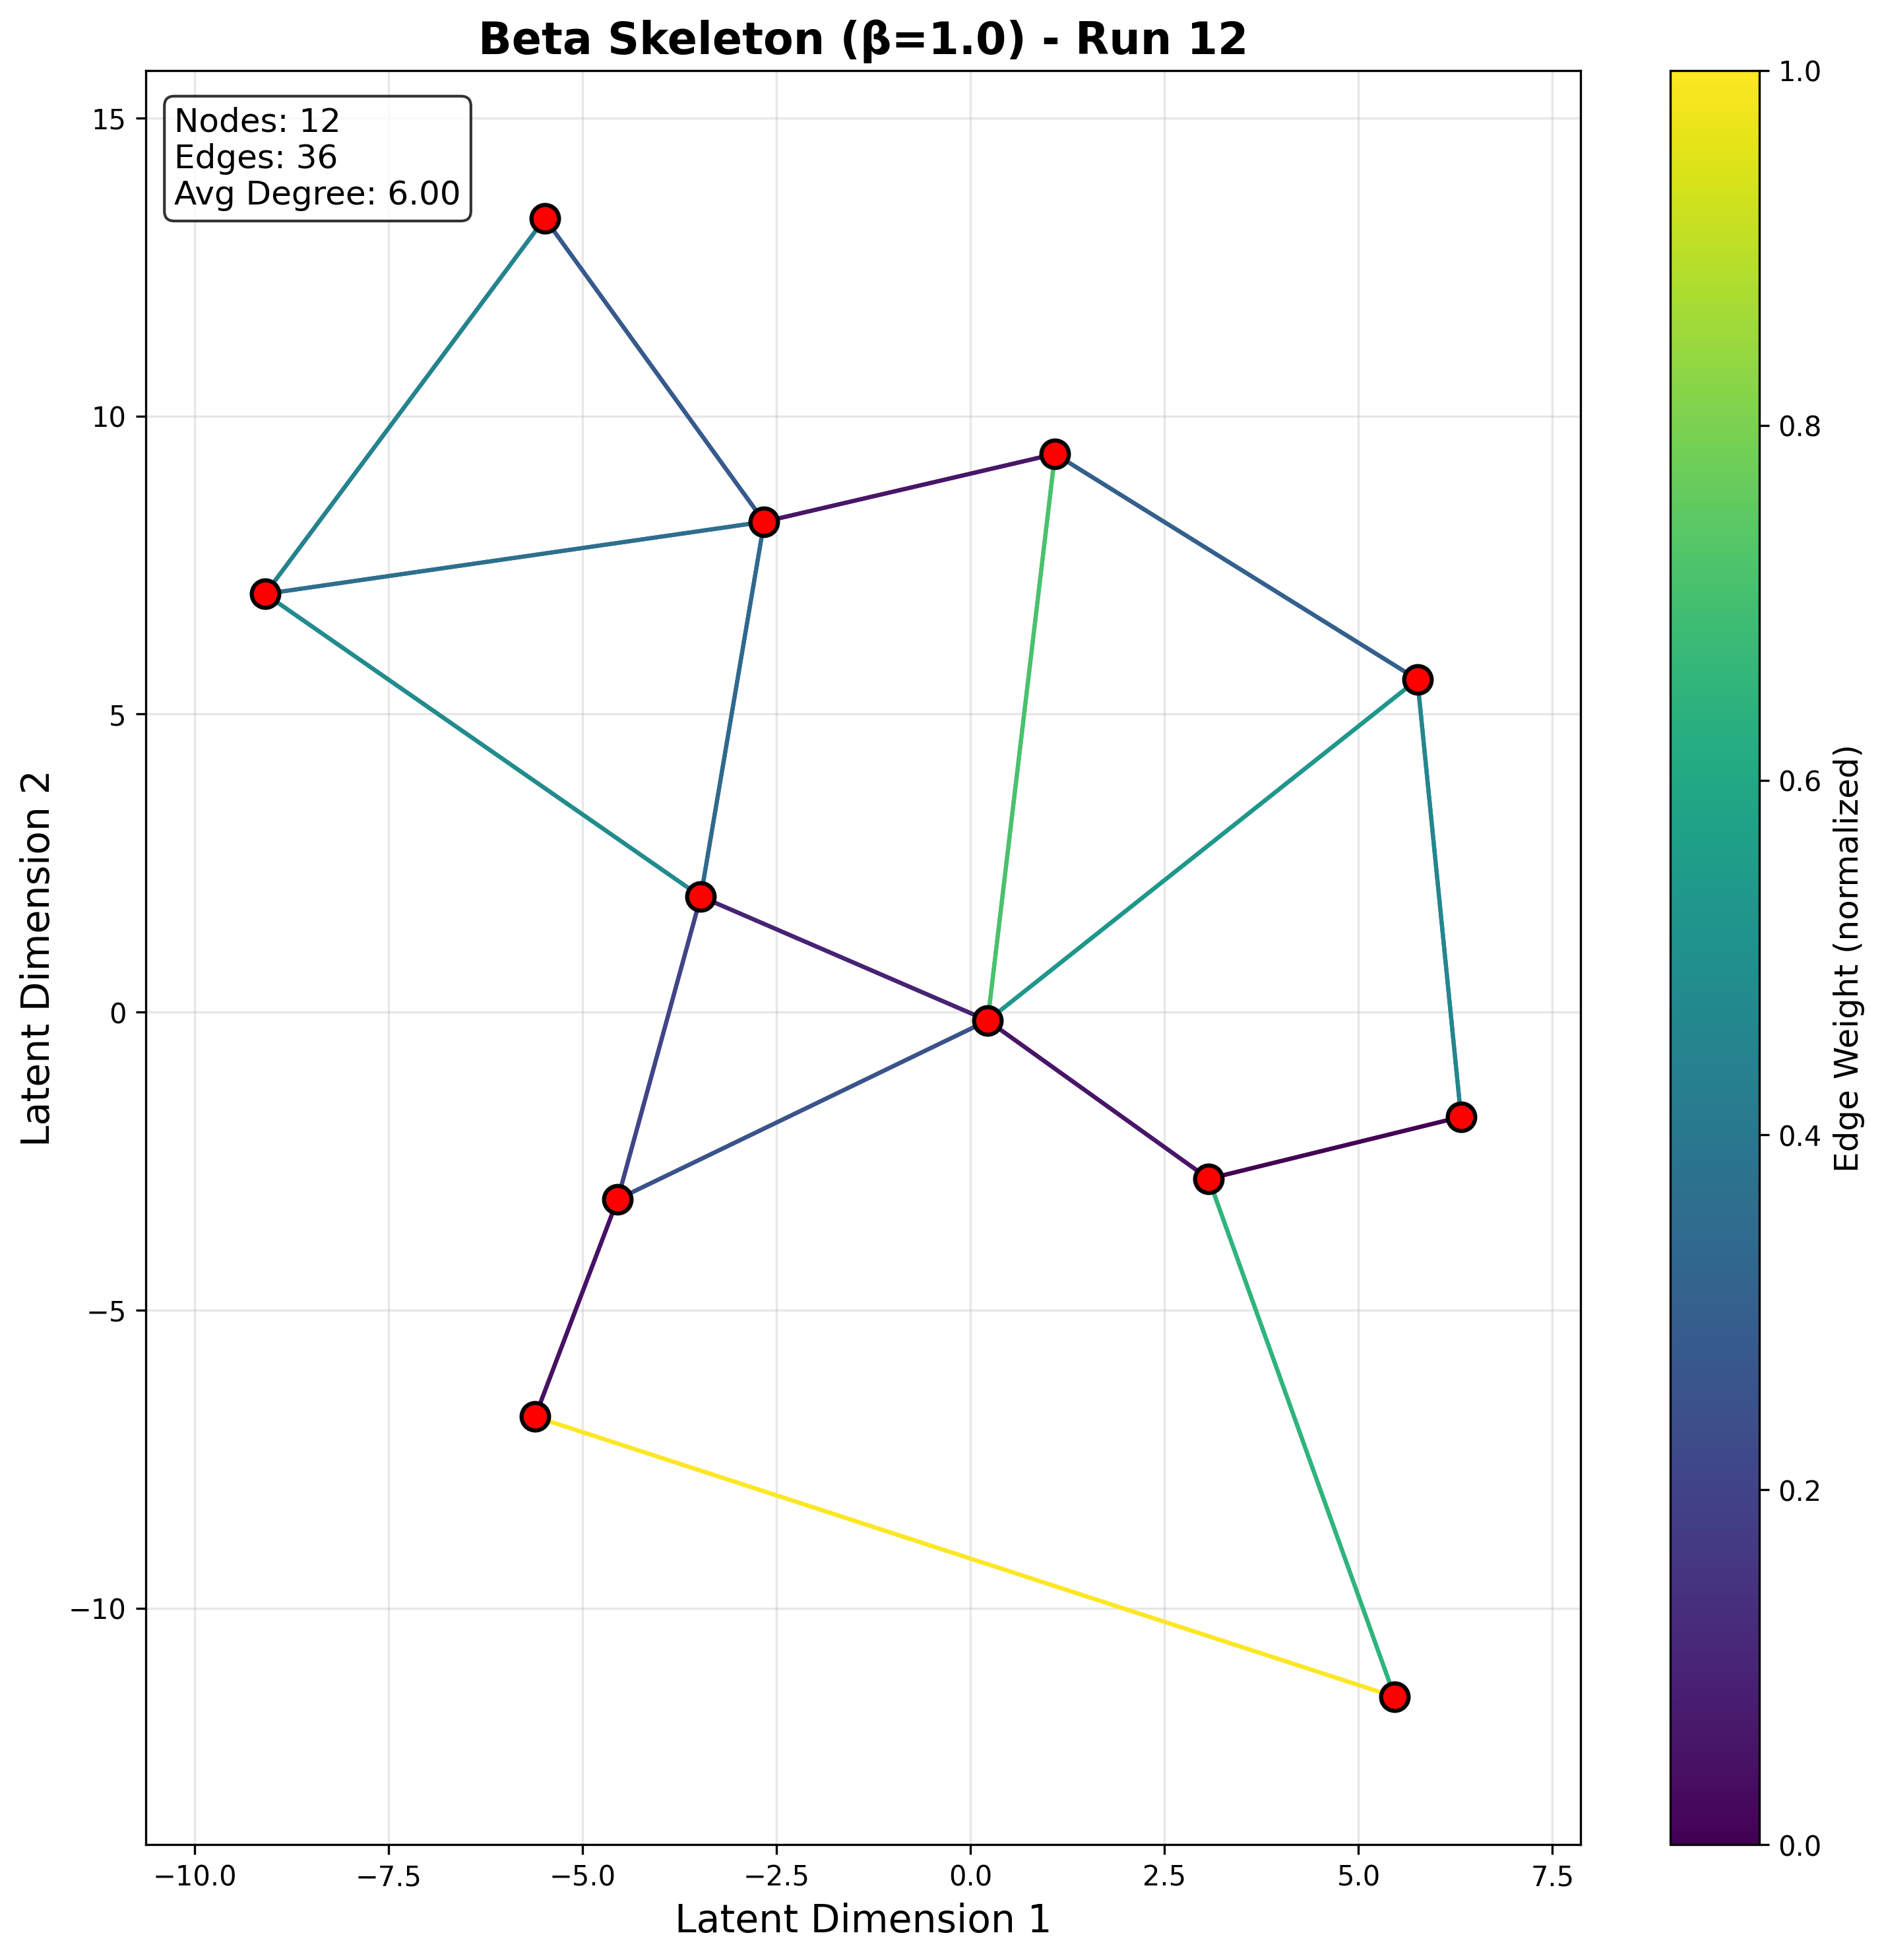 Beta Skeleton (β=1.0) - Run 12
Nodes: 12
Edges: 36
Avg Degree: 6.00
15
10
5
0
−5
−10
Latent Dimension 2
−10.0
−7.5
−5.0
−2.5
0.0
2.5
5.0
7.5
Latent Dimension 1
1.0
0.8
0.6
0.4
0.2
0.0
Edge Weight (normalized)